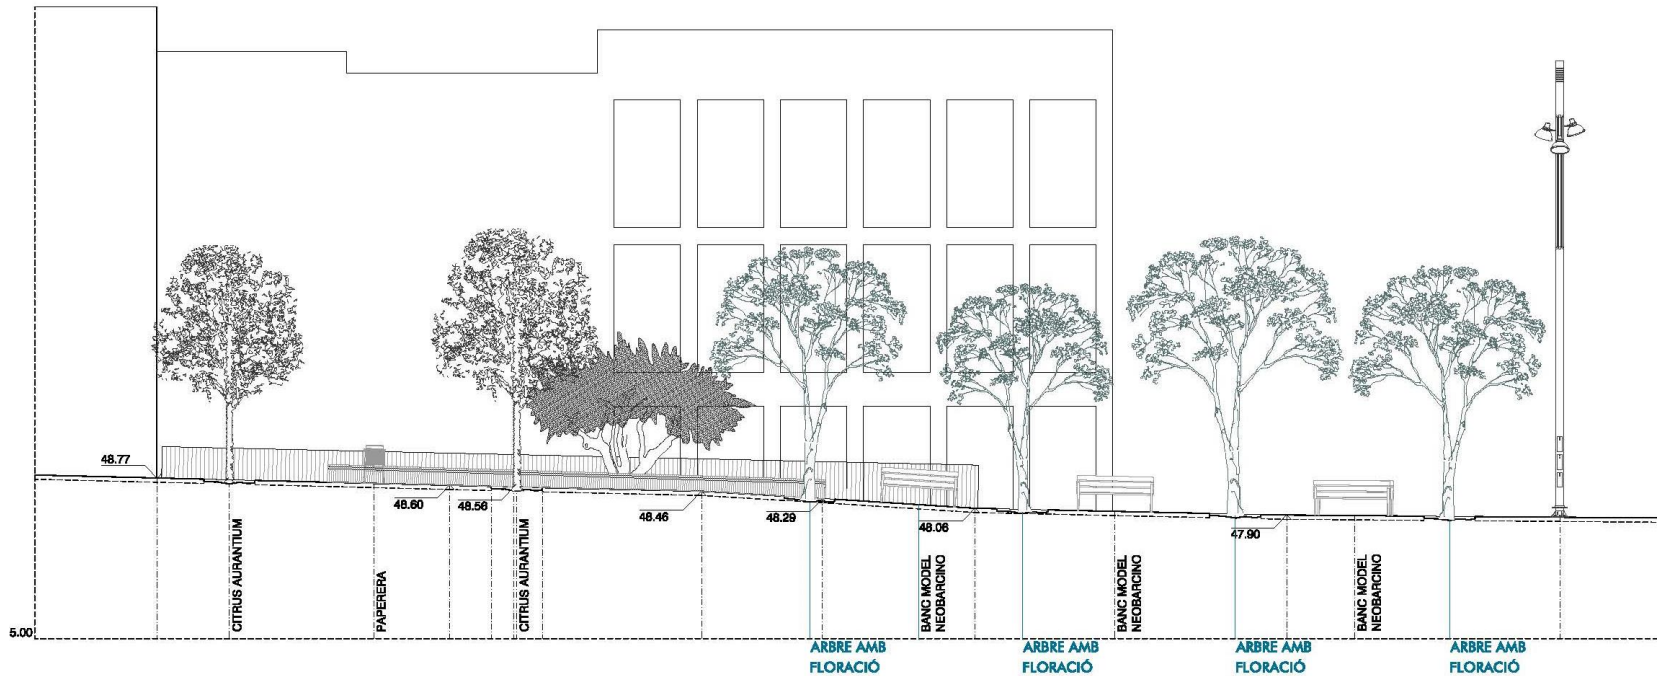 48.77
48.60
48.56
48.46
48.29
48.06
47.90
CITRUS AURANTIUM
PAPERERA
CITRUS AURANTIUM
BANC MODEL
NEOBARCINO
BANC MODEL
NEOBARCINO
BANC MODEL
NEOBARCINO
5.00
ARBRE AMB
FLORACIÓ
ARBRE AMB
FLORACIÓ
ARBRE AMB
FLORACIÓ
ARBRE AMB
FLORACIÓ